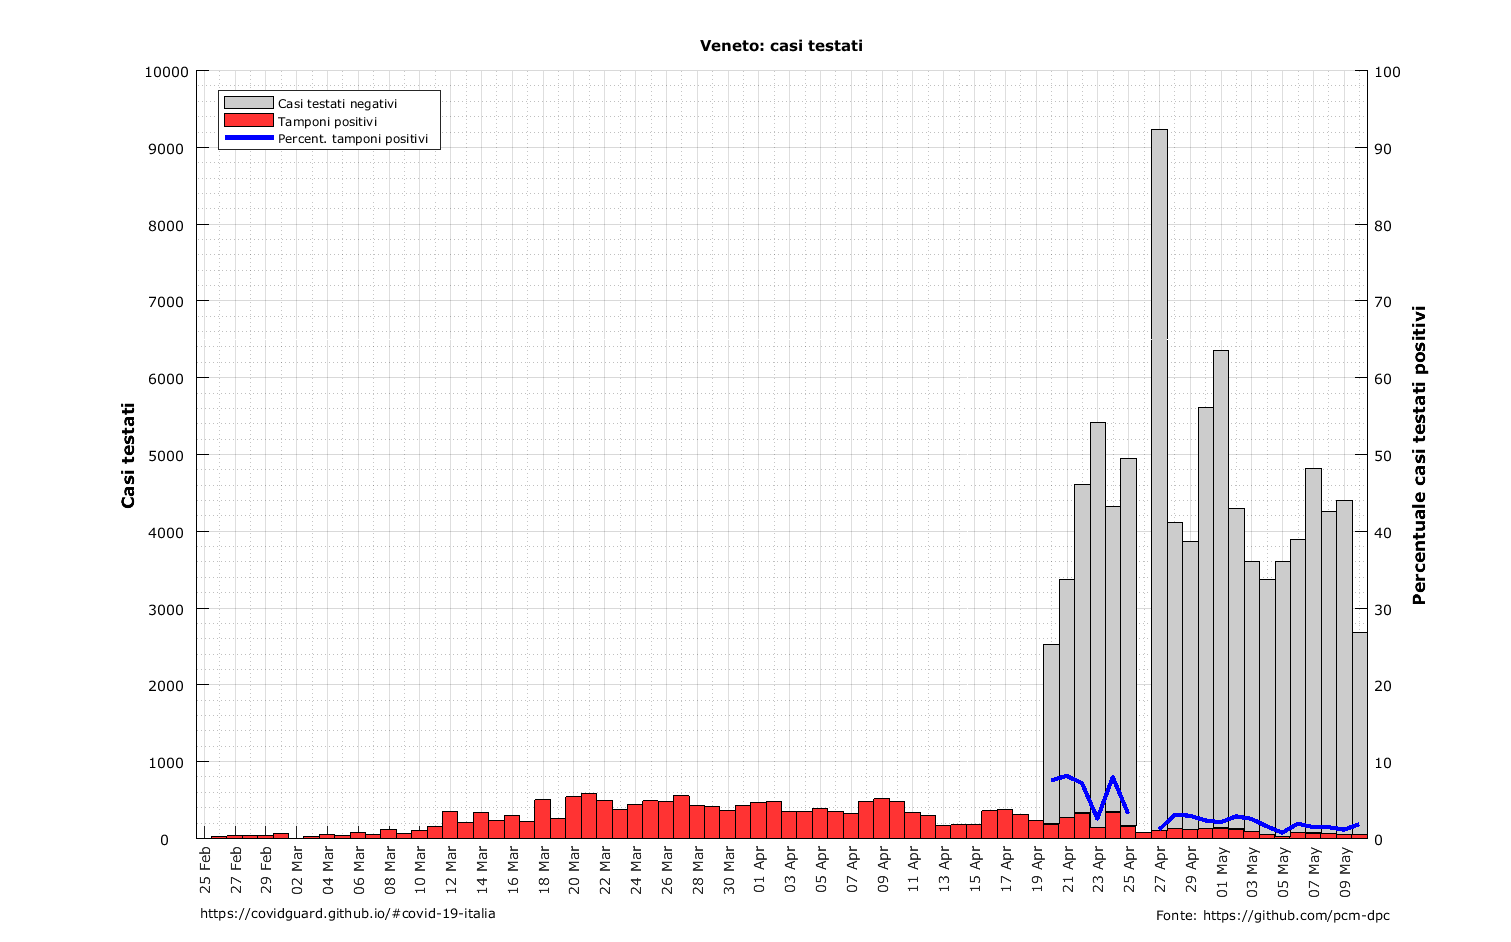 Veneto: casi testati
Casi testati negativi
Tamponi positivi
Percent. tamponi positivi
Casi testati
10000
9000
8000
7000
6000
5000
4000
3000
2000
1000
0
100
90
80
70
60
50
40
30
20
10
0
Percentuale casi testati positivi
25 Feb
27 Feb
29 Feb
02 Mar
04 Mar
06 Mar
08 Mar
10 Mar
12 Mar
14 Mar
16 Mar
18 Mar
20 Mar
22 Mar
24 Mar
26 Mar
28 Mar
30 Mar
01 Apr
03 Apr
05 Apr
07 Apr
09 Apr
11 Apr
13 Apr
15 Apr
17 Apr
19 Apr
21 Apr
23 Apr
25 Apr
27 Apr
29 Apr
01 May
03 May
05 May
07 May
09 May
https://covidguard.github.io/#covid-19-italia
Fonte: https://github.com/pcm-dpc